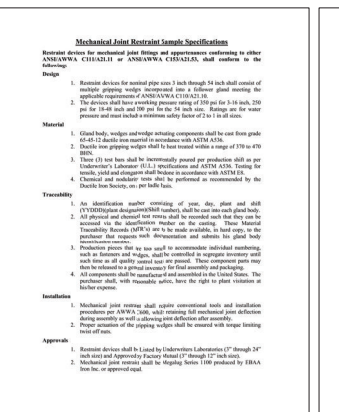 Mechanical Joint Restraint Sample Specifications
Restraint devices for mechanical joint fittings and appurtenances conforming to either
ANSI/AWWA C111/A21.11 or ANSI/AWWA C153/A21.53, shall conform to the
following:
Design
1. Restraint devices for nominal pipe sizes 3 inch through 54 inch shall consist of
multiple gripping wedges incorporated into a follower gland meeting the
applicable requirements of ANSI/AWWA C110/A21.10.
2. The devices shall have a working pressure rating of 350 psi for 3-16 inch, 250
psi for 18-48 inch and 200 psi for the 54 inch size. Ratings are for water
pressure and must include a minimum safety factor of 2 to 1 in all sizes.
Material
1. Gland body, wedges and wedge actuating components shall be cast from grade
65-45-12 ductile iron material in accordance with ASTM A536.
2. Ductile iron gripping wedges shall be heat treated within a range of 370 to 470
BHN.
3. Three (3) test bars shall be incrementally poured per production shift as per
Underwriter's Laboratory (U.L.) specifications and ASTM A536. Testing for
tensile, yield and elongation shall be done in accordance with ASTM E8.
4. Chemical and nodularity tests shall be performed as recommended by the
Ductile Iron Society, on a per ladle basis.
Traceability
1. An identification number consisting of year, day, plant and shift
(YYDDD)(plant designation)(Shift number), shall be cast into each gland body.
2. All physical and chemical test results shall be recorded such that they can be
accessed via the identification number on the casting. These Material
Traceability Records (MTR's) are to be made available, in hard copy, to the
purchaser that requests such documentation and submits his gland body
identification number.
3. Production pieces that are too small to accommodate individual numbering,
such as fasteners and wedges, shall be controlled in segregate inventory until
such time as all quality control test are passed. These component parts may
then be released to a general inventory for final assembly and packaging.
4. All components shall be manufactured and assembled in the United States. The
purchaser shall, with reasonable notice, have the right to plant visitation at
his/her expense.
Installation
1. Mechanical joint restraint shall require conventional tools and installation
procedures per AWWA C600, while retaining full mechanical joint deflection
during assembly as well as allowing joint deflection after assembly.
2. Proper actuation of the gripping wedges shall be ensured with torque limiting
twist off nuts.
Approvals
1. Restraint devices shall be Listed by Underwriters Laboratories (3" through 24"
inch size) and Approved by Factory Mutual (3" through 12" inch size).
2. Mechanical joint restraint shall be Megalug Series 1100 produced by EBAA
Iron Inc. or approved equal.